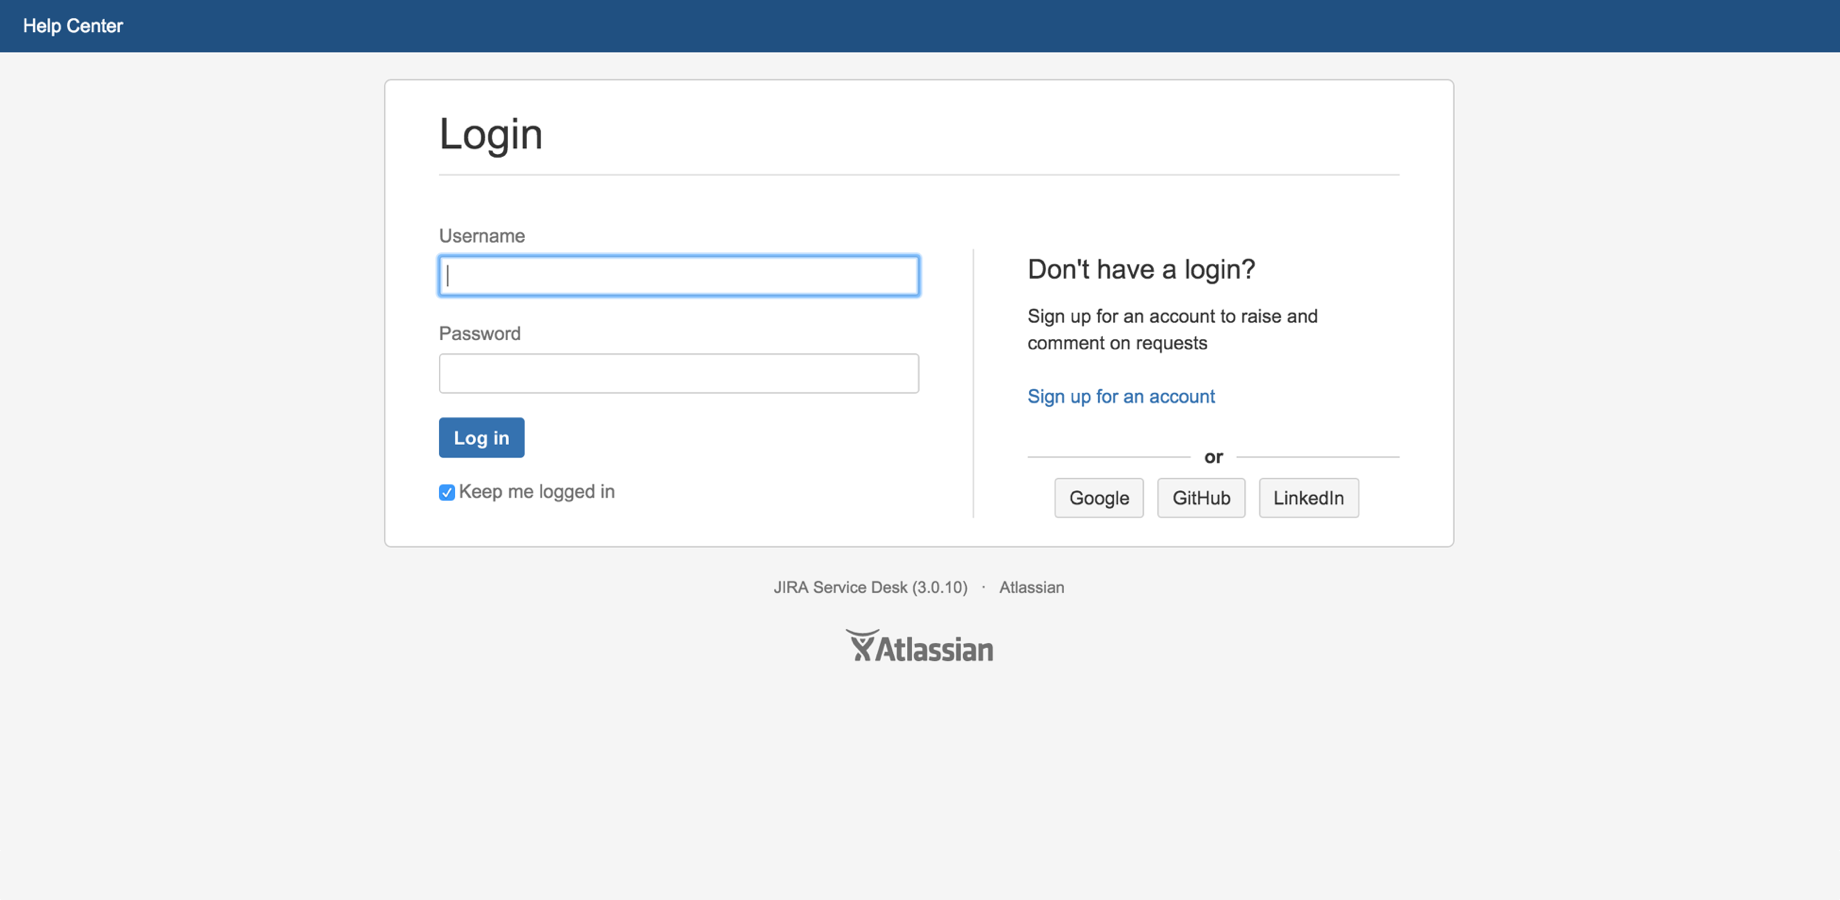 Help Center
Login
Username
Password
Log in
Keep me logged in
Don't have a login?
Sign up for an account to raise and
comment on requests
Sign up for an account
or
Google GitHub LinkedIn
JIRA Service Desk (3.0.10) · Atlassian
Atlassian